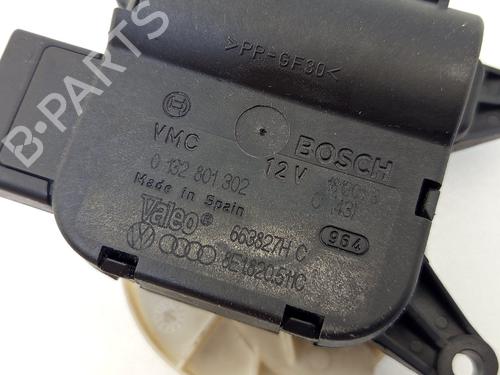 >PP-GF30<
B-PARTS
VMC BOSCH
0 132 801 302 12 V
Made in Spain
Valeo® 663827H C
964
8E1820511C